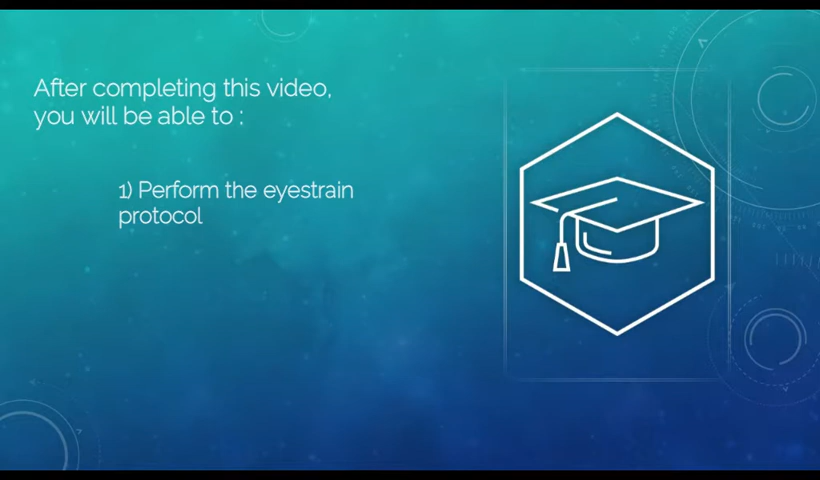 After completing this video,
you will be able to :
1) Perform the eyestrain
protocol